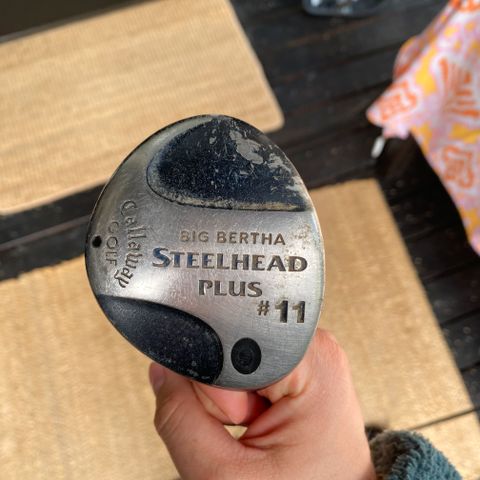 Callaway
GOLF
BIG BERTHA
STEELHEAD
PLUS
#11